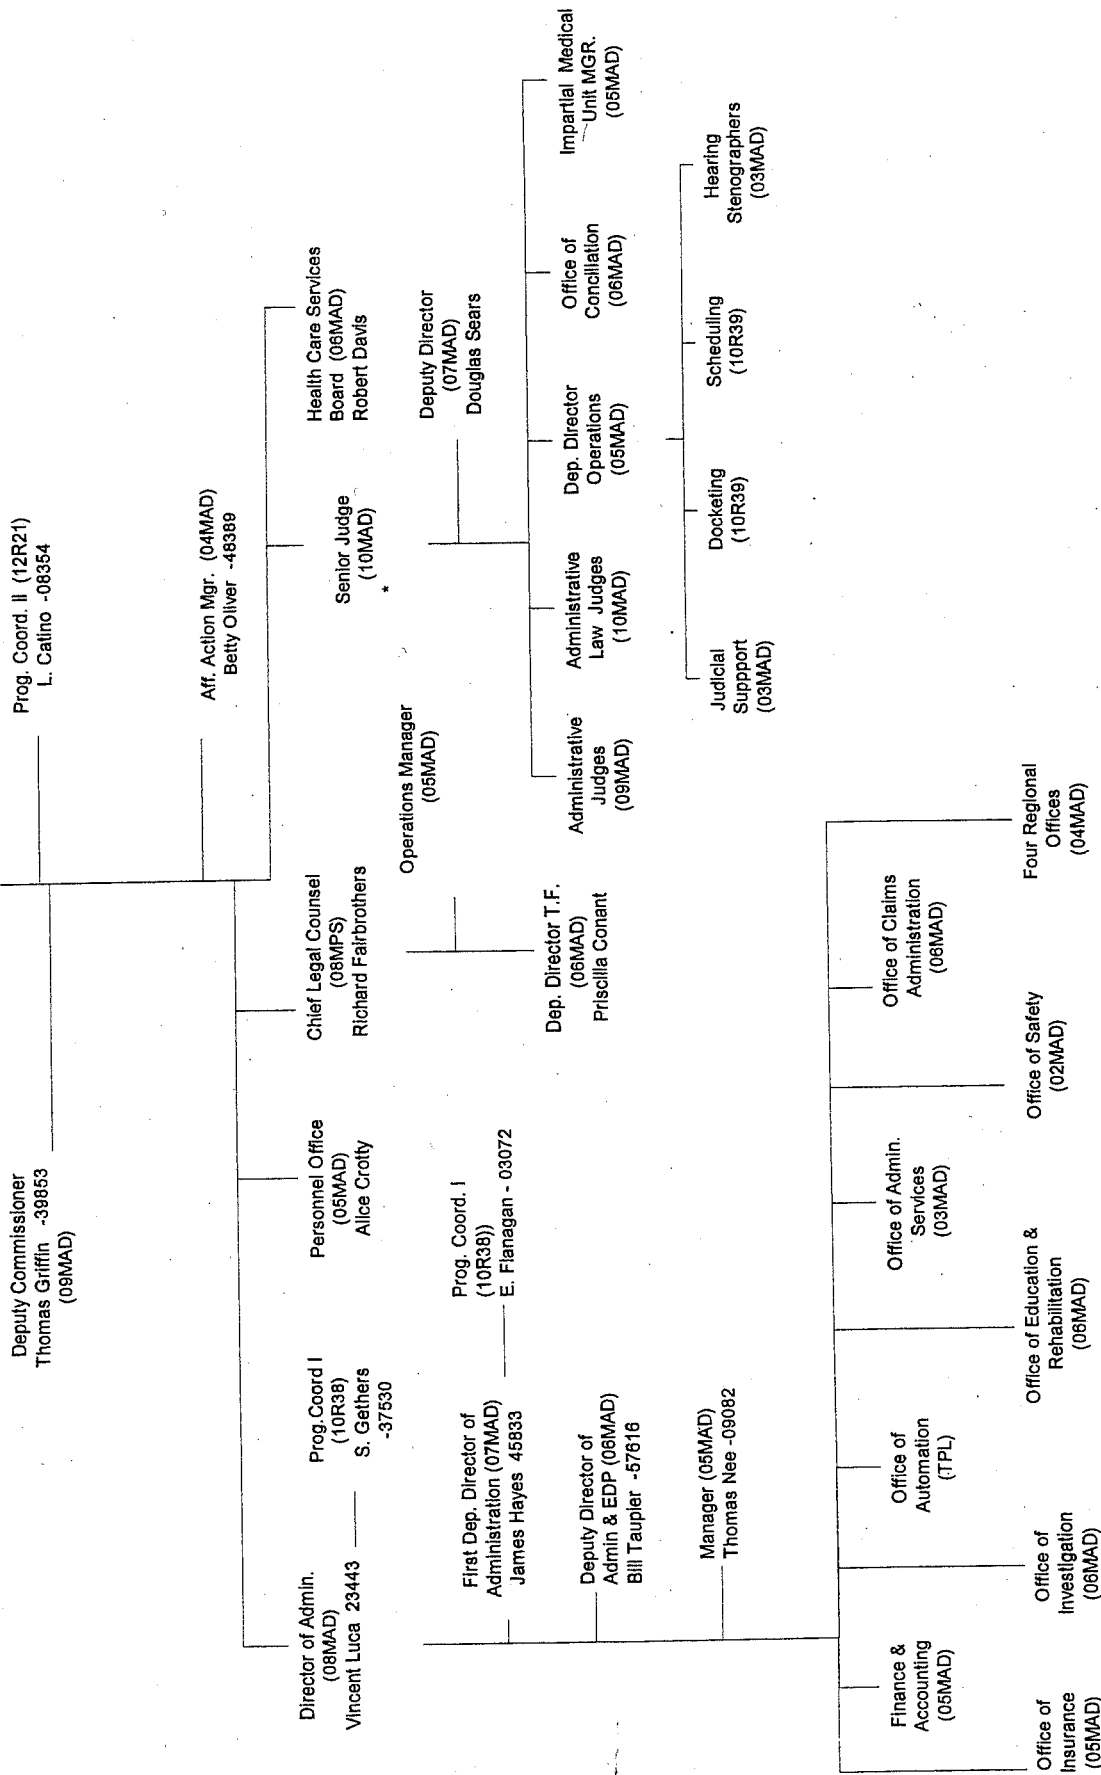 Deputy Commissioner
Thomas Griffin -39853
(09MAD)
Prog. Coord. II (12R21)
L. Catino -08354
Aff. Action Mgr. (04MAD)
Betty Oliver -48389
Director of Admin.
(08MAD)
Vincent Luca 23443
Prog.Coord I
(10R38)
S. Gethers
-37530
Personnel Office
(05MAD)
Alice Crotty
Chief Legal Counsel
(08MPS)
Richard Fairbrothers
Senior Judge
(10MAD)
*
Health Care Services
Board (08MAD)
Robert Davis
First Dep. Director of
Administration (07MAD)
James Hayes 45833
Prog. Coord. I
(10R38))
E. Flanagan - 03072
Operations Manager
(05MAD)
Deputy Director
(07MAD)
Douglas Sears
Deputy Director of
Admin & EDP (06MAD)
Bill Taupier -57616
Dep. Director T.F.
(06MAD)
Priscilla Conant
Administrative
Judges
(09MAD)
Administrative
Law Judges
(10MAD)
Dep. Director
Operations
(05MAD)
Office of
Conciliation
(06MAD)
Impartial Medical
Unit MGR.
(05MAD)
Manager (05MAD)
Thomas Nee -09082
Judicial
Suppport
(03MAD)
Docketing
(10R39)
Scheduling
(10R39)
Hearing
Stenographers
(03MAD)
Finance &
Accounting
(05MAD)
Office of
Automation
(TPL)
Office of Admin.
Services
(03MAD)
Office of Claims
Administration
(06MAD)
Office of
Insurance
(05MAD)
Office of
Investigation
(06MAD)
Office of Education &
Rehabilitation
(06MAD)
Office of Safety
(02MAD)
Four Regional
Offices
(04MAD)